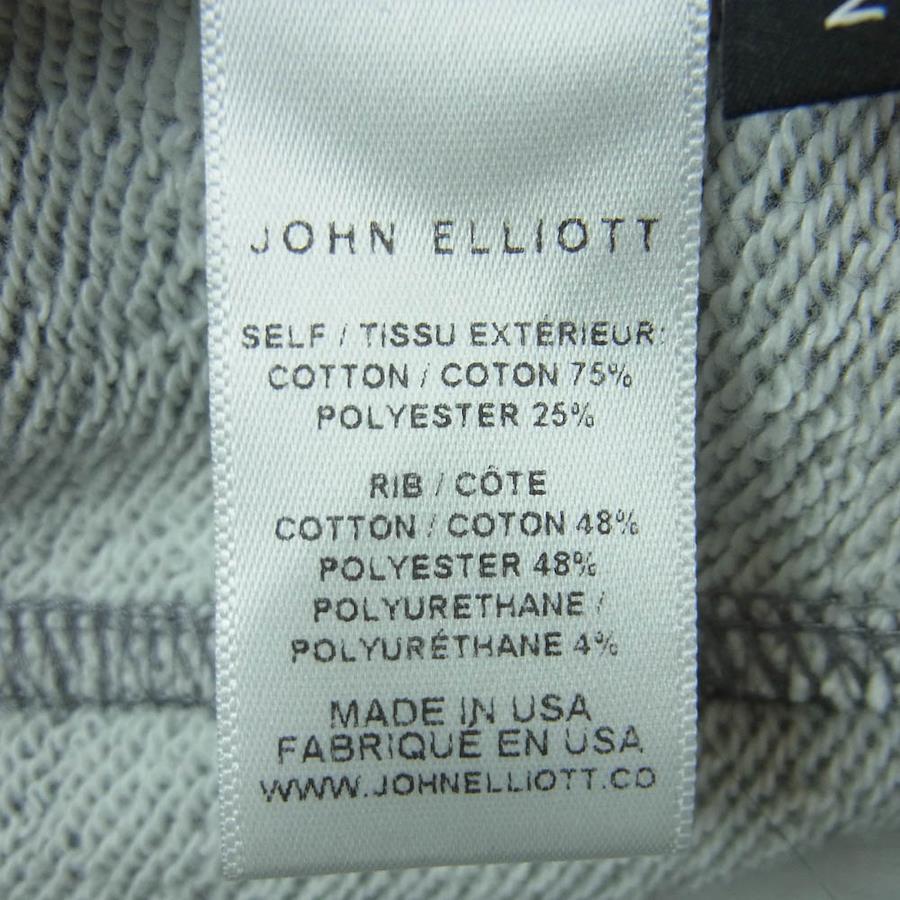 JOHN ELLIOTT
SELF / TISSU EXTÉRIEUR:
COTTON / COTON 75%
POLYESTER 25%
RIB / CÔTE
COTTON / COTON 48%
POLYESTER 48%
POLYURETHANE /
POLYURÉTHANE 4%
MADE IN USA
FABRIQUÉ EN USA
WWW.JOHNELLIOTT.CO